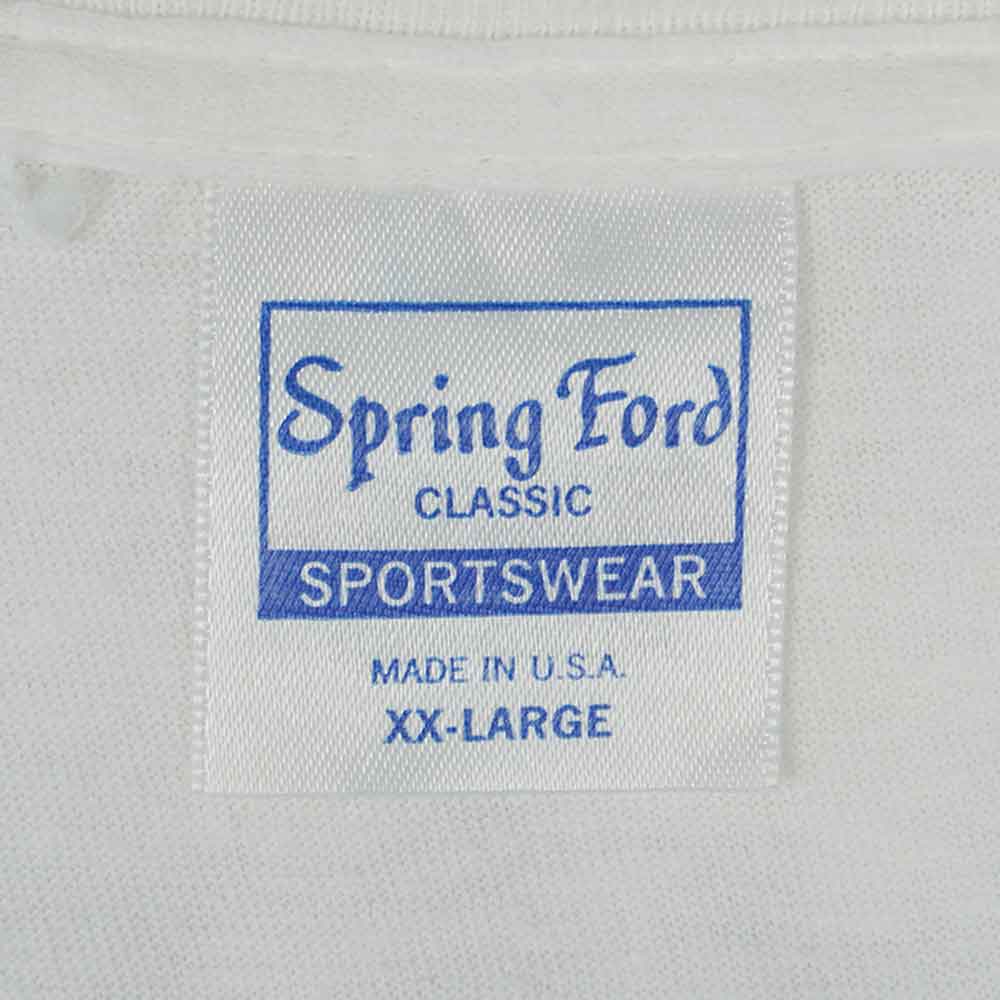 Spring Ford
CLASSIC
SPORTSWEAR
MADE IN U.S.A.
XX-LARGE